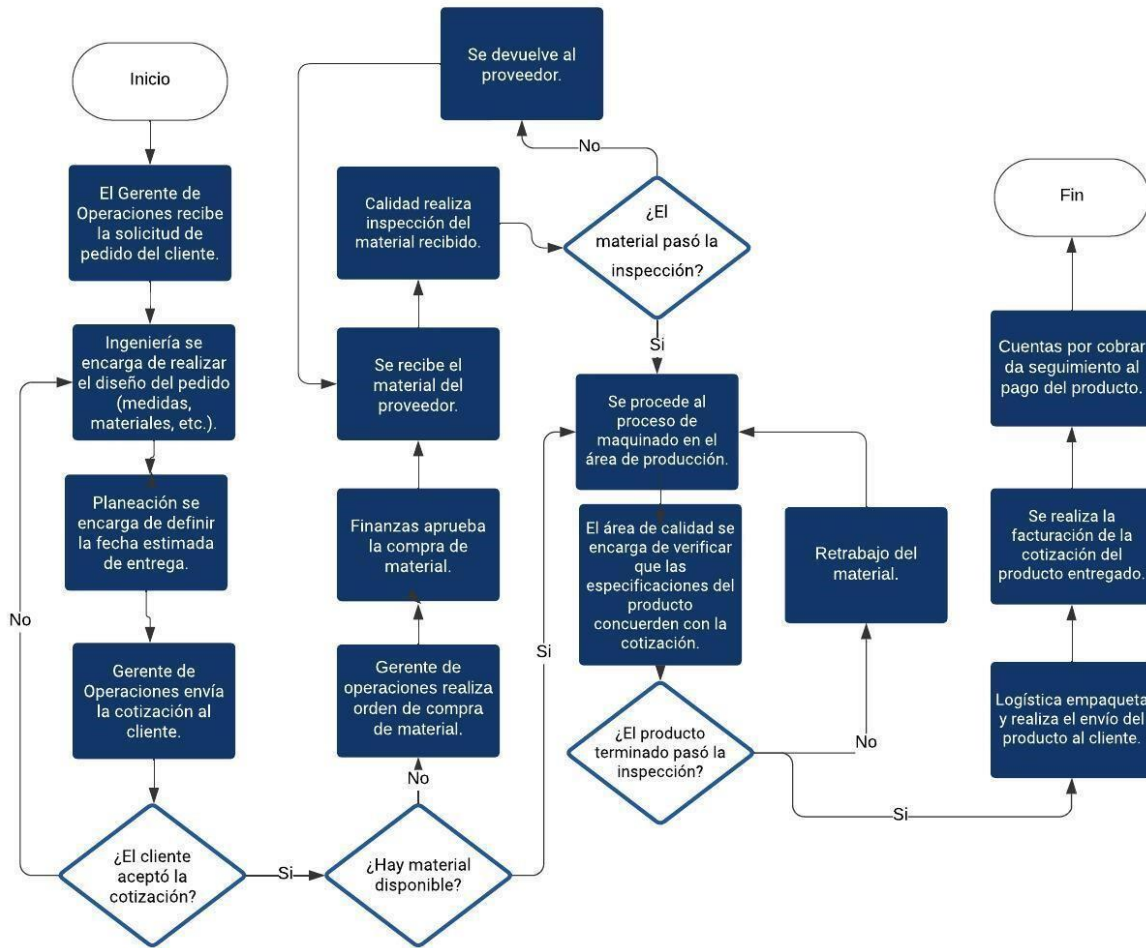 Inicio
El Gerente de
Operaciones recibe
la solicitud de
pedido del cliente.
Ingeniería se
encarga de realizar
el diseño del pedido
(medidas,
materiales, etc.).
Planeación se
encarga de definir
la fecha estimada
de entrega.
Gerente de
Operaciones envía
la cotización al
cliente.
¿El cliente
aceptó la
cotización?
No
Si
¿Hay material
disponible?
No
Si
Gerente de
operaciones realiza
orden de compra
de material.
Finanzas aprueba
la compra de
material.
Se recibe el
material del
proveedor.
Calidad realiza
inspección del
material recibido.
¿El
material pasó la
inspección?
No
Se devuelve al
proveedor.
Si
Se procede al
proceso de
maquinado en el
área de producción.
El área de calidad se
encarga de verificar
que las
especificaciones del
producto
concuerden con la
cotización.
¿El producto
terminado pasó la
inspección?
No
Retrabajo del
material.
Si
Logística empaqueta
y realiza el envío del
producto al cliente.
Se realiza la
facturación de la
cotización del
producto entregado.
Cuentas por cobrar
da seguimiento al
pago del producto.
Fin